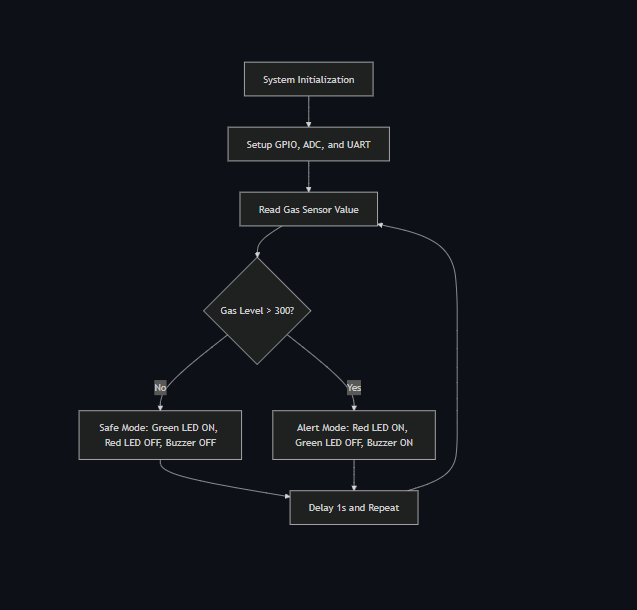 System Initialization
Setup GPIO, ADC, and UART
Read Gas Sensor Value
Gas Level > 300?
No
Yes
Safe Mode: Green LED ON,
Red LED OFF, Buzzer OFF
Alert Mode: Red LED ON,
Green LED OFF, Buzzer ON
Delay 1s and Repeat